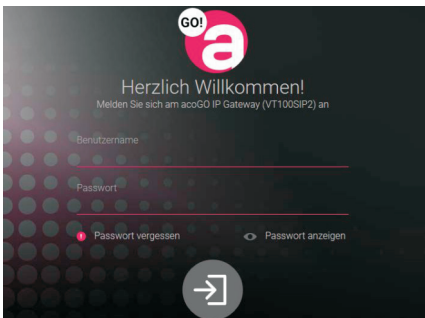 GO!
a
Herzlich Willkommen!
Melden Sie sich am acoGO IP Gateway (VT100SIP2) an
Benutzername
Passwort
! Passwort vergessen
Passwort anzeigen